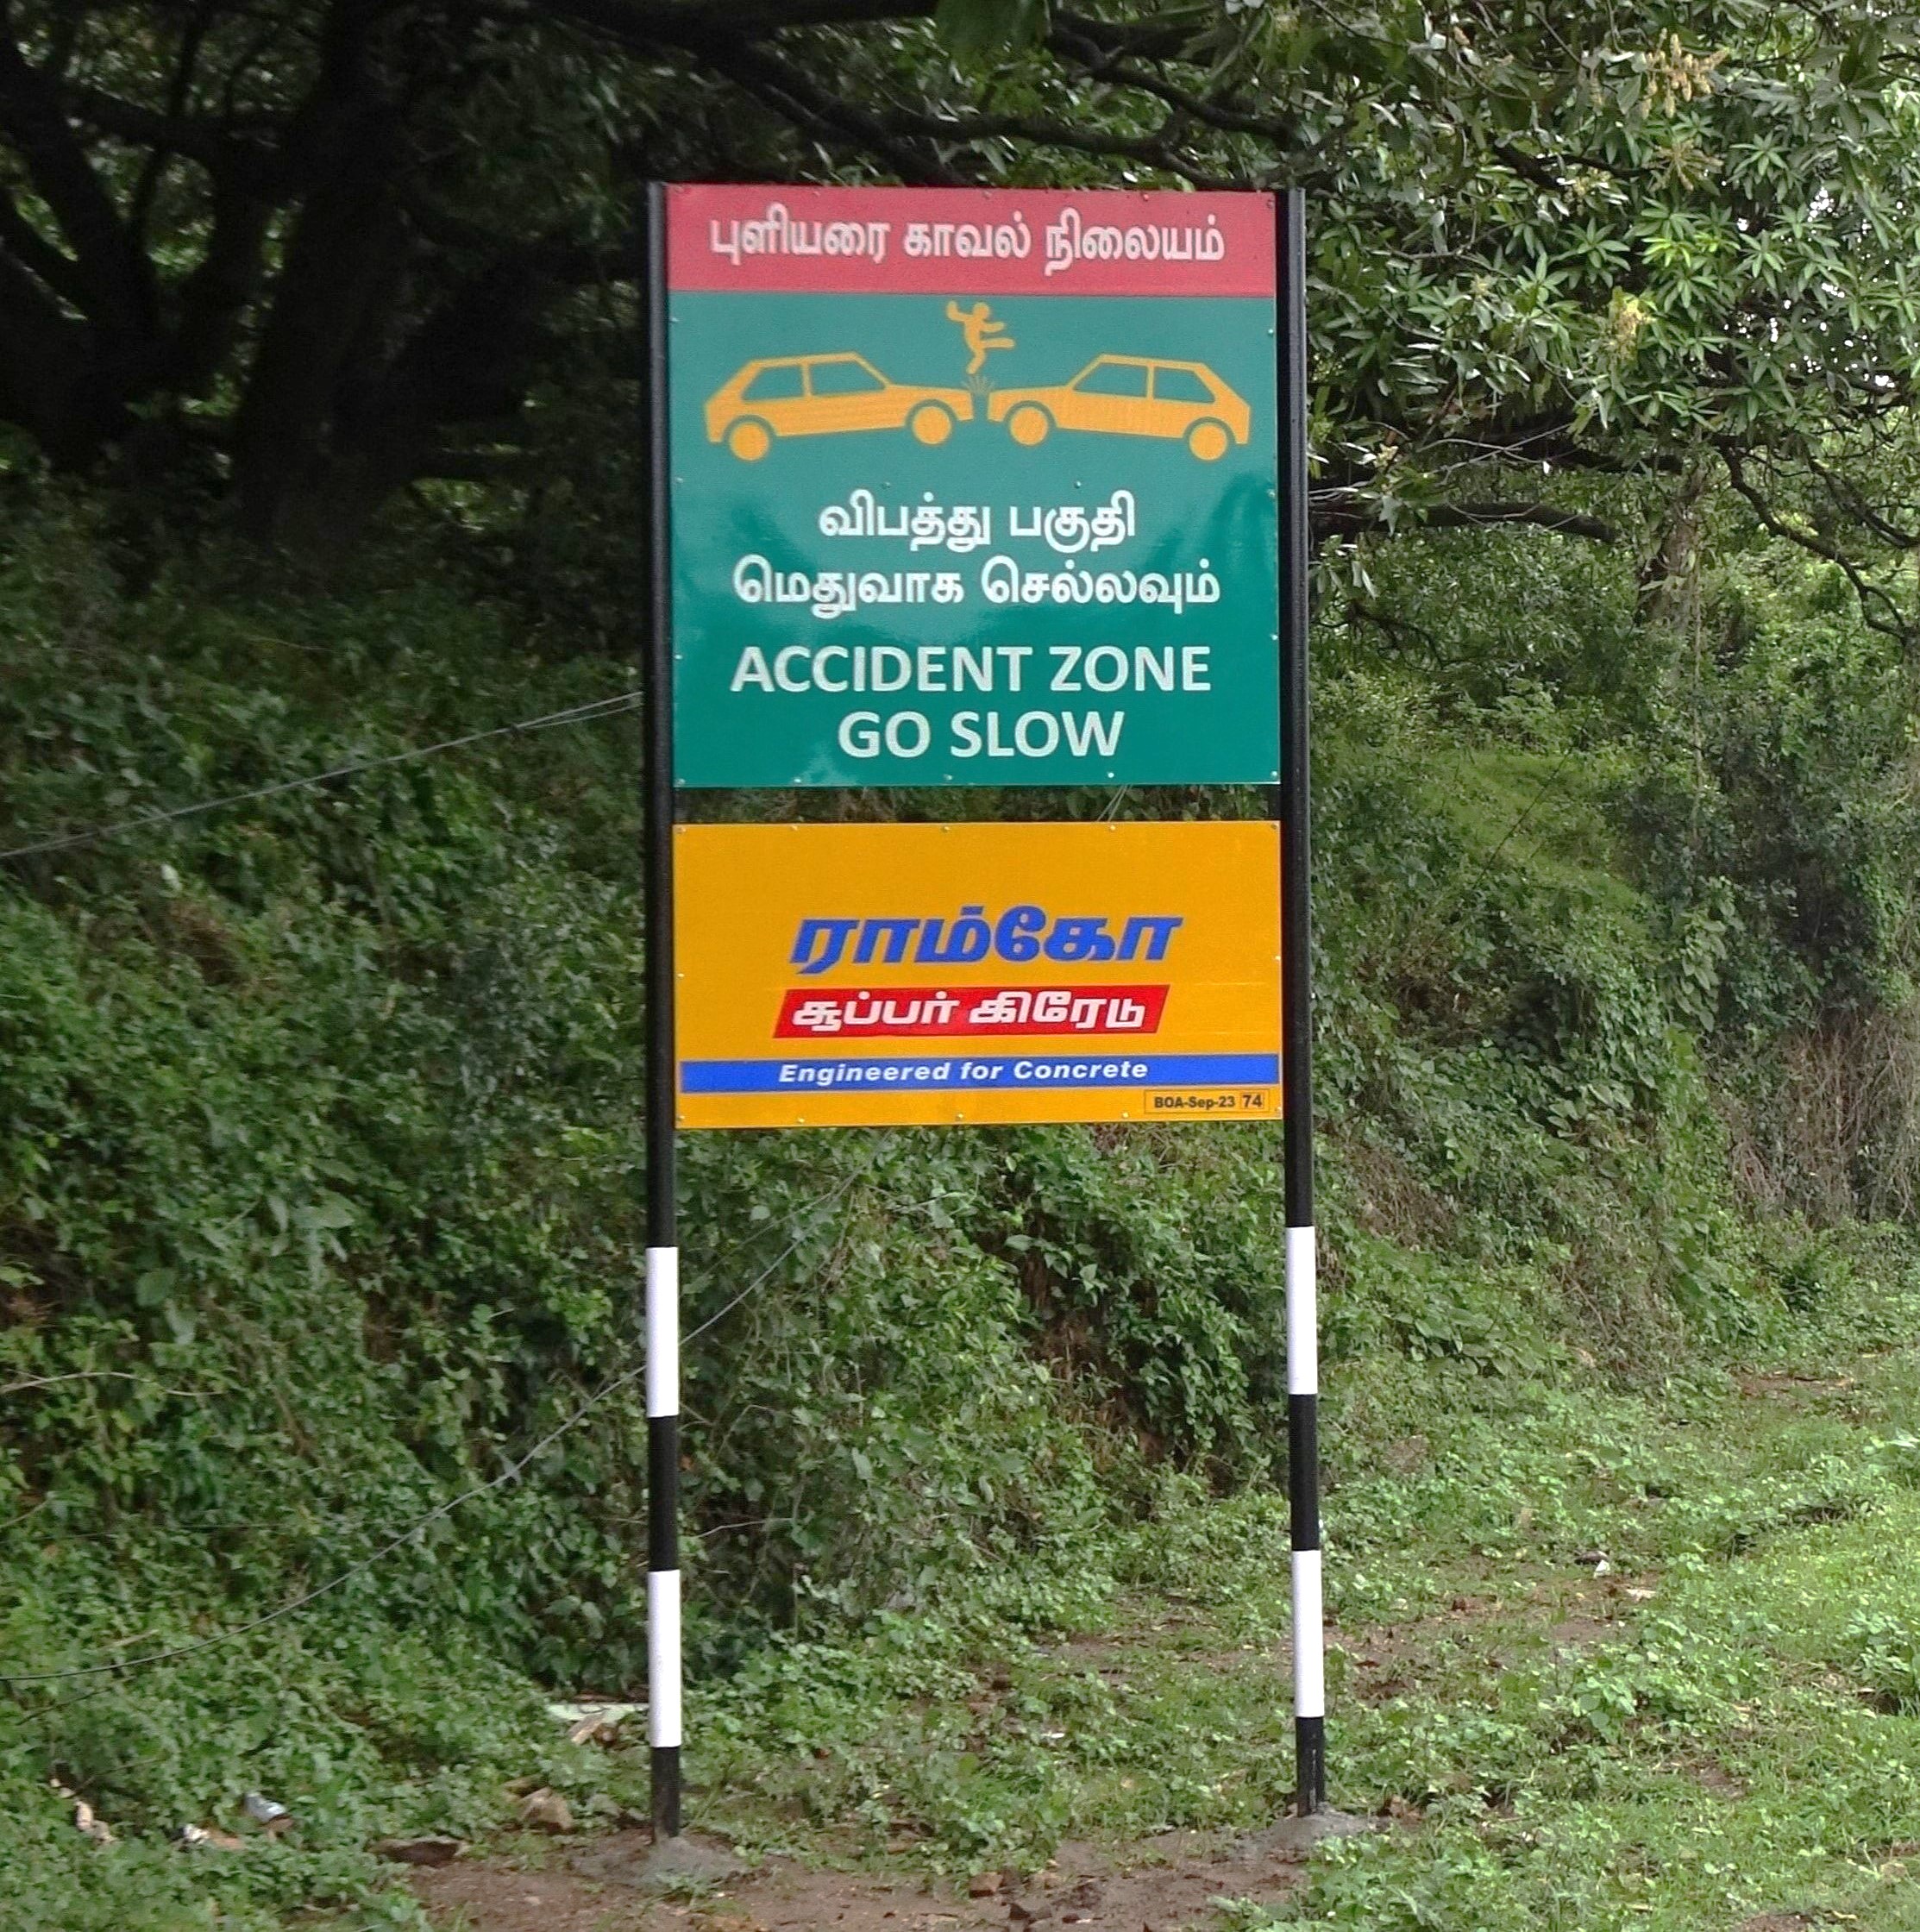 புளியரை காவல் நிலையம்
விபத்து பகுதி
மெதுவாக செல்லவும்
ACCIDENT ZONE
GO SLOW
ராம்கோ
சூப்பர் கிரேடு
Engineered for Concrete
BOA-Sep-23 74